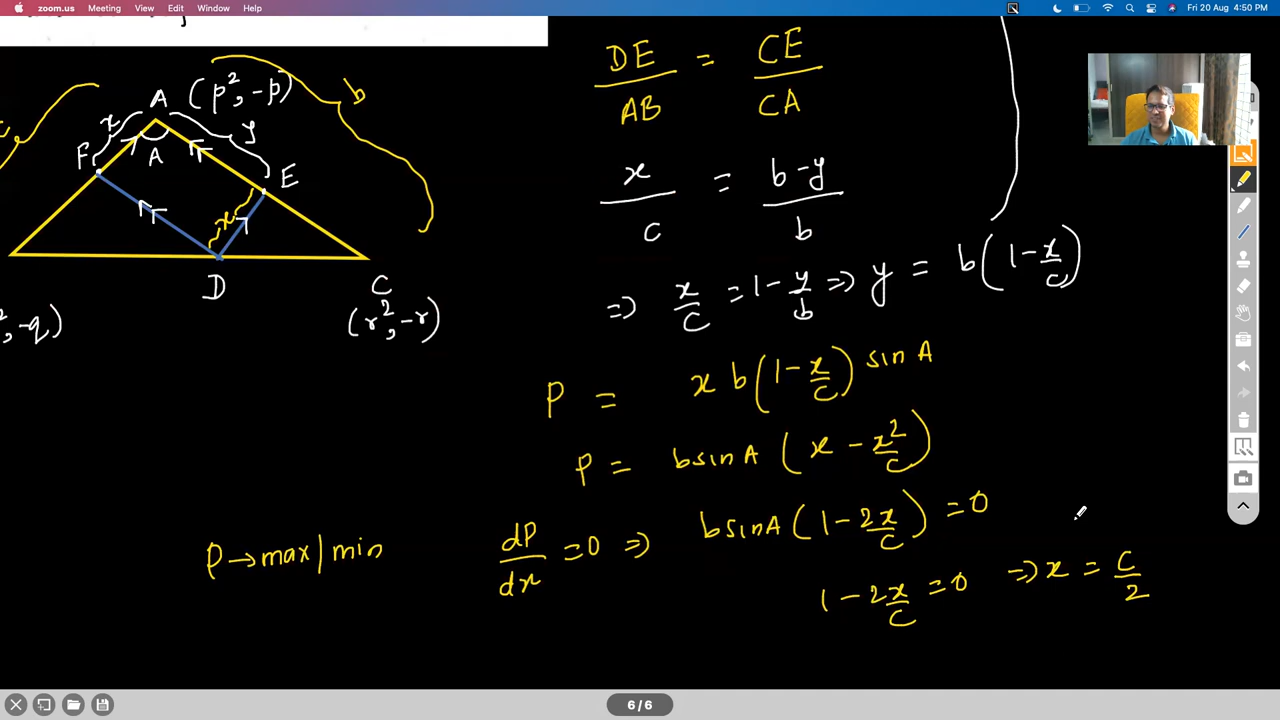 zoom.us Meeting View Edit Window Help Fri 20 Aug 4:50 PM
A (p², -p)
b
x
y
F
A
E
x
D
C
-q)
(r², -r)
DE/AB = CE/CA
x/c = b-y/b
=> x/c = 1 - y/b => y = b(1 - x/c)
P = x b(1 - x/c) sin A
P = b sin A (x - x²/c)
P → max/min dP/dx = 0 => b sin A (1 - 2x/c) = 0
1 - 2x/c = 0 => x = c/2
6/6